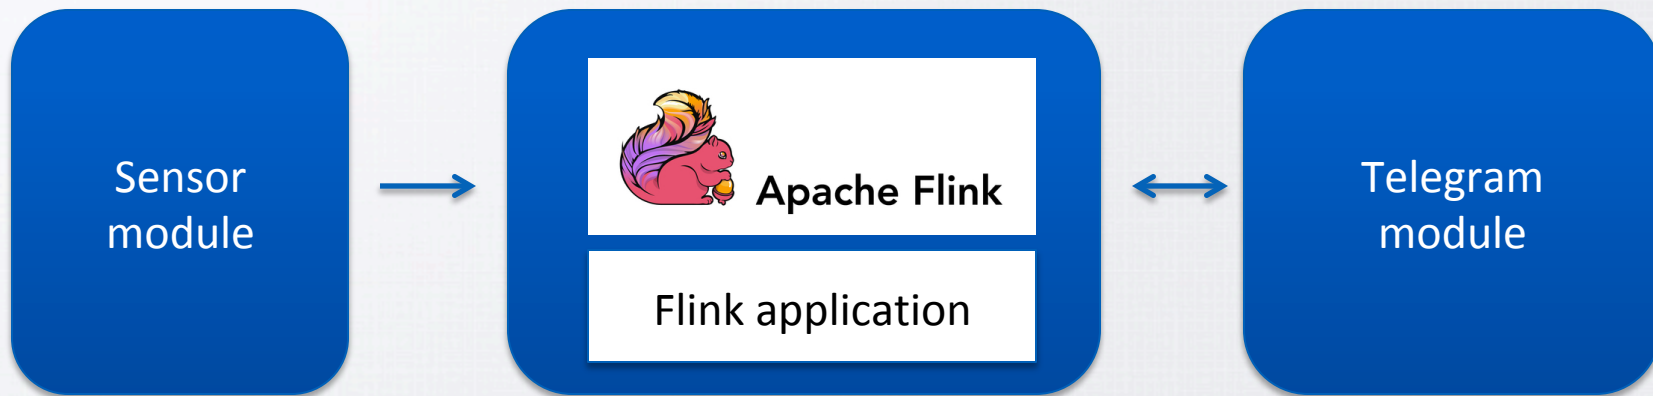 Sensor
module
Apache Flink
Flink application
Telegram
module